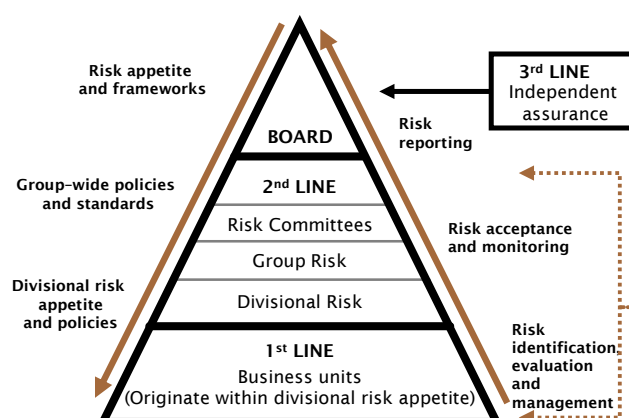 Risk appetite
and frameworks
Group-wide policies
and standards
Divisional risk
appetite
and policies
BOARD
2nd LINE
Risk Committees
Group Risk
Divisional Risk
1st LINE
Business units
(Originate within divisional risk appetite)
Risk
reporting
Risk acceptance
and monitoring
Risk
identification,
evaluation
and
management
3rd LINE
Independent
assurance